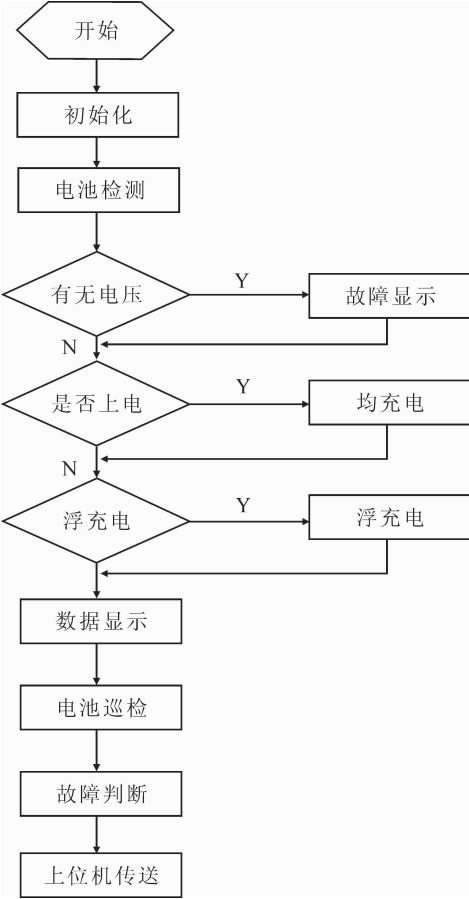 开始
初始化
电池检测
有无电压
Y
故障显示
N
是否上电
Y
均充电
N
浮充电
Y
浮充电
数据显示
电池巡检
故障判断
上位机传送